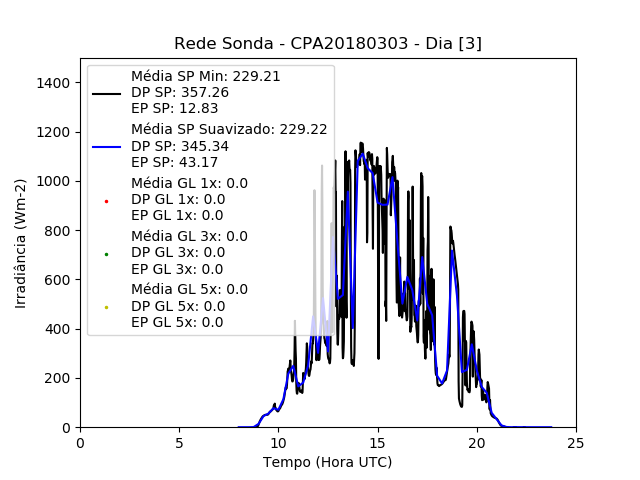 Rede Sonda - CPA20180303 - Dia [3]
Média SP Min: 229.21
DP SP: 357.26
EP SP: 12.83
Média SP Suavizado: 229.22
DP SP: 345.34
EP SP: 43.17
Média GL 1x: 0.0
DP GL 1x: 0.0
EP GL 1x: 0.0
Média GL 3x: 0.0
DP GL 3x: 0.0
EP GL 3x: 0.0
Média GL 5x: 0.0
DP GL 5x: 0.0
EP GL 5x: 0.0
Irradiância (Wm-2)
1400
1200
1000
800
600
400
200
0
0 5 10 15 20 25
Tempo (Hora UTC)